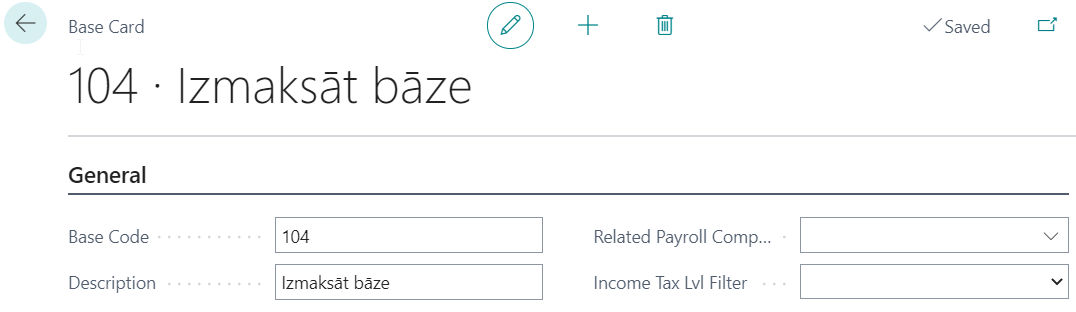 Base Card
Saved
104 · Izmaksāt bāze
General
Base Code
104
Related Payroll Comp...
Description
Izmaksāt bāze
Income Tax Lvl Filter